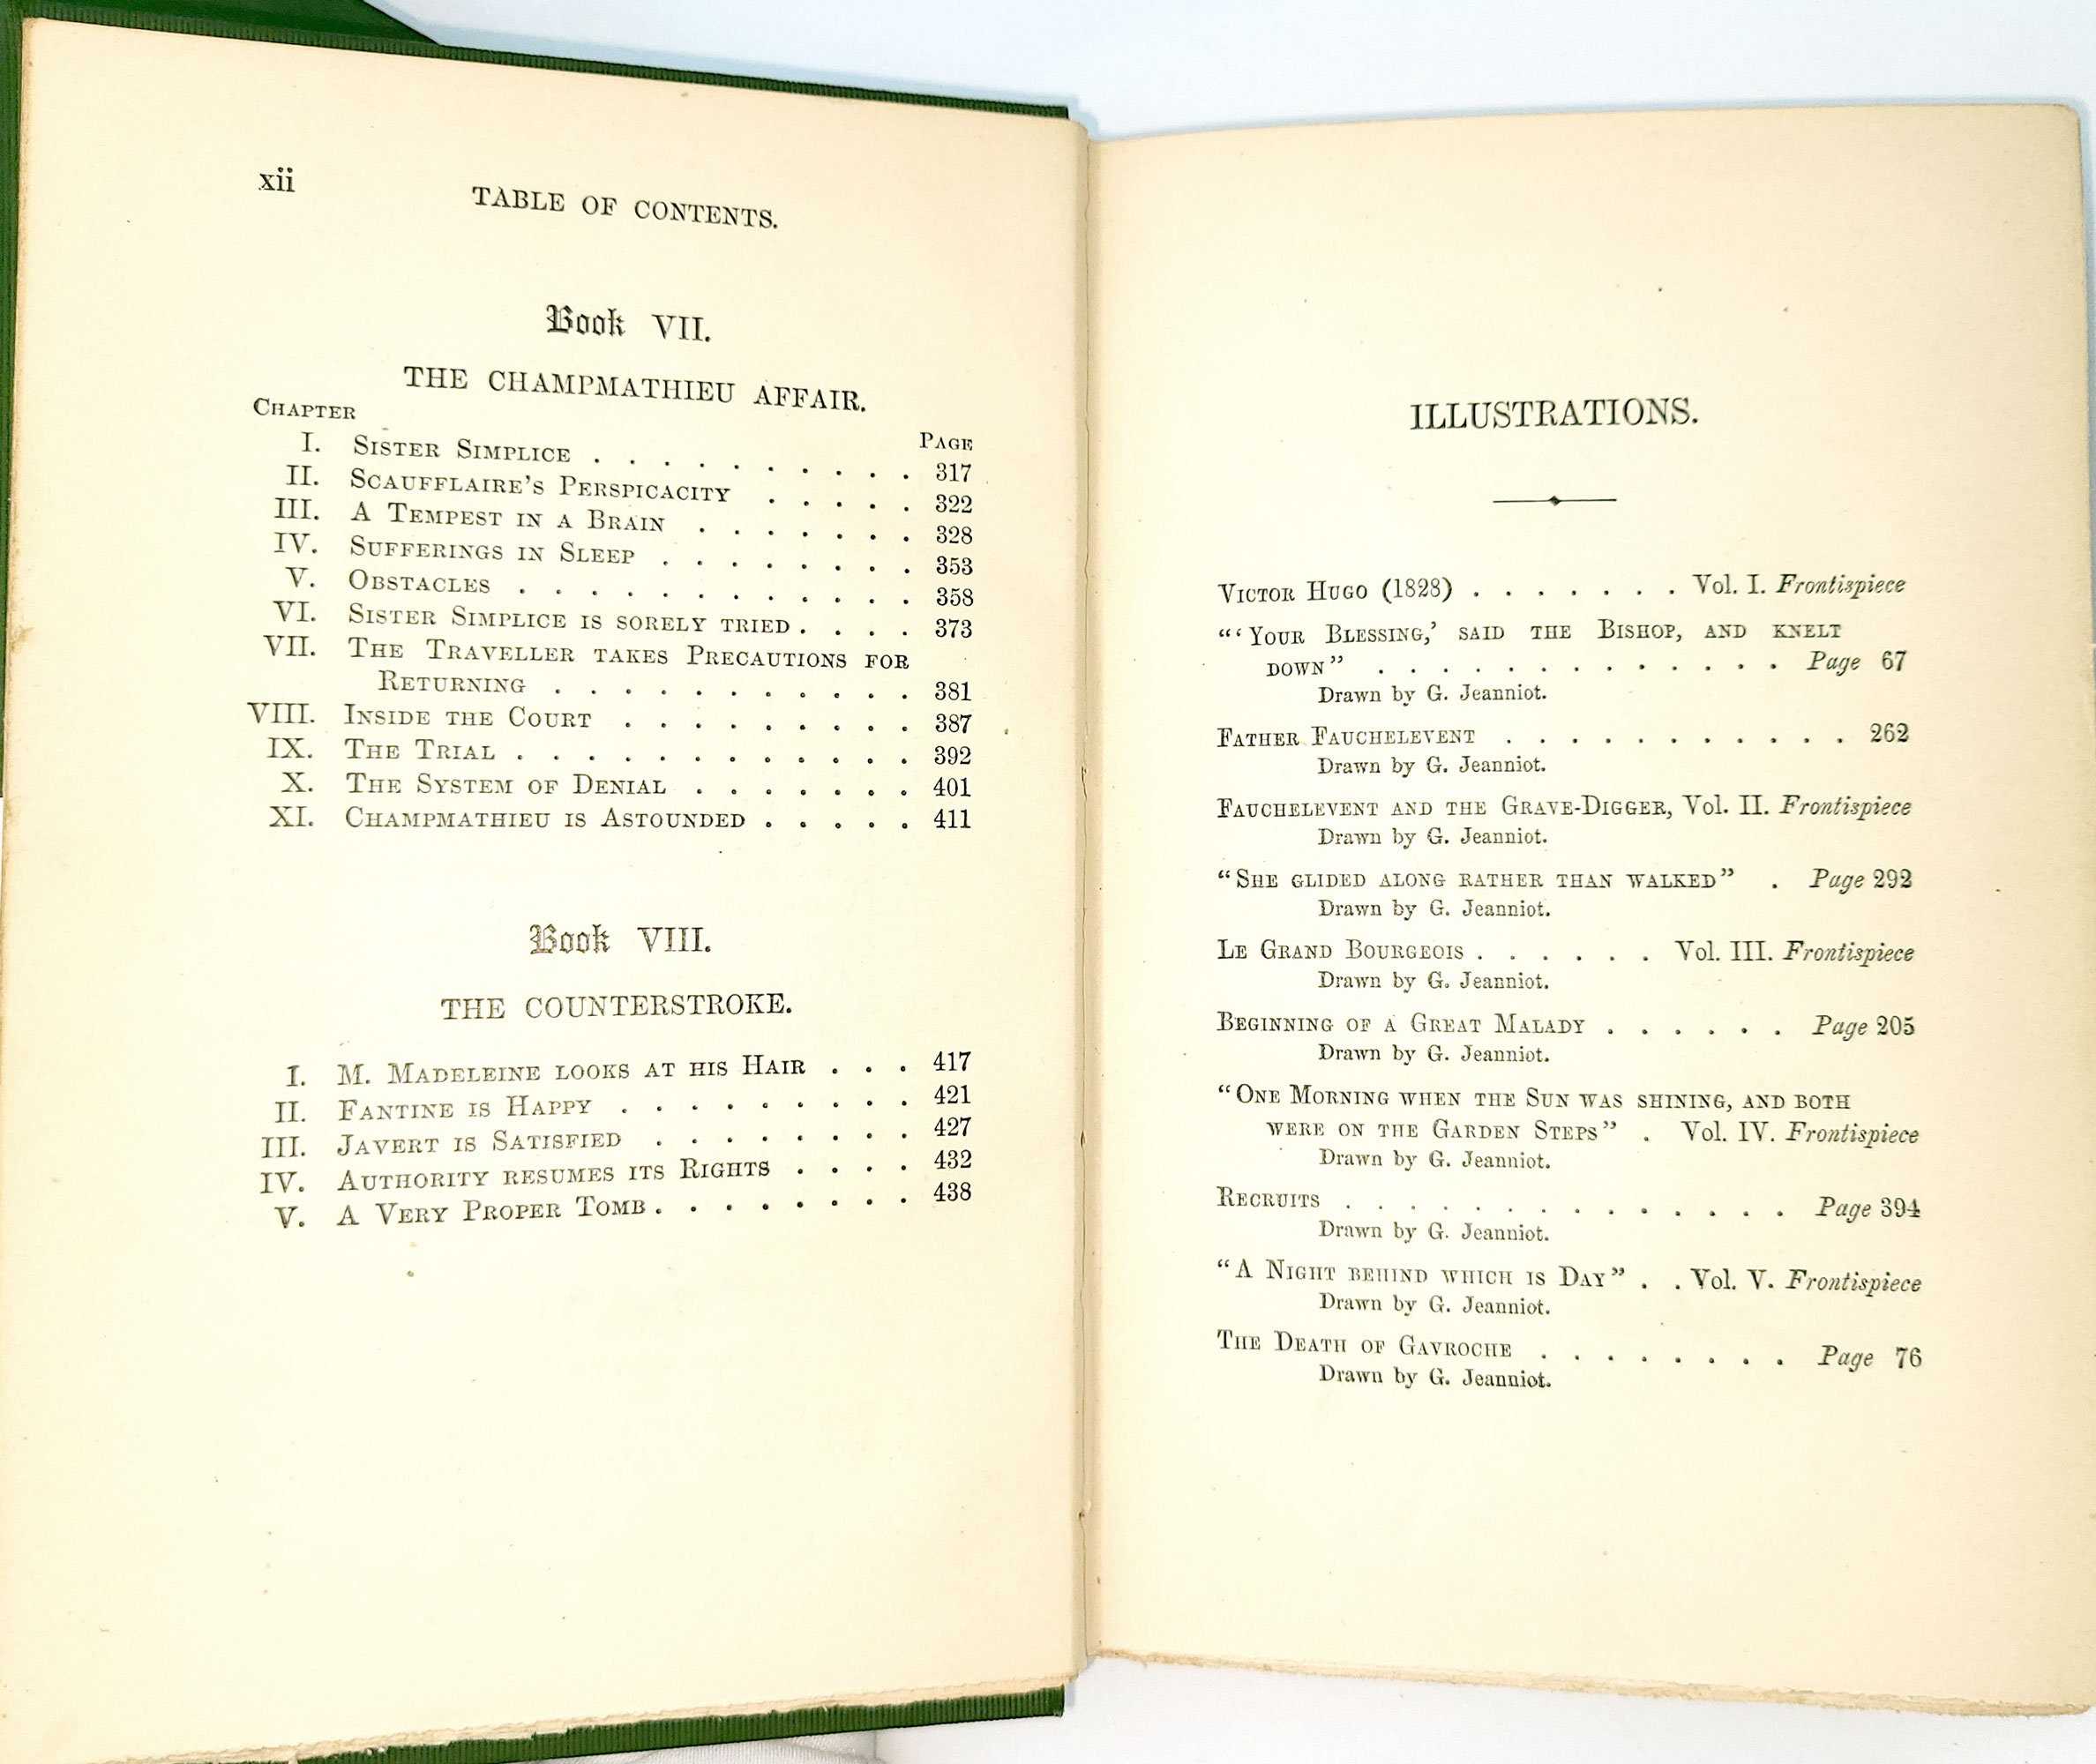 xii
TABLE OF CONTENTS.
Book VII.
THE CHAMPMATHIEU AFFAIR.
CHAPTER PAGE
I. SISTER SIMPLICE . . . . . . . . . . 317
II. SCAUFFLAIRE'S PERSPICACITY . . . . . 322
III. A TEMPEST IN A BRAIN . . . . . . . 328
IV. SUFFERINGS IN SLEEP . . . . . . . . 353
V. OBSTACLES . . . . . . . . . . . . 358
VI. SISTER SIMPLICE IS SORELY TRIED . . . . 373
VII. THE TRAVELLER TAKES PRECAUTIONS FOR
RETURNING . . . . . . . . . . . 381
VIII. INSIDE THE COURT . . . . . . . . . 387
IX. THE TRIAL . . . . . . . . . . . . 392
X. THE SYSTEM OF DENIAL . . . . . . . 401
XI. CHAMPMATHIEU IS ASTOUNDED . . . . . 411
Book VIII.
THE COUNTERSTROKE.
I. M. MADELEINE LOOKS AT HIS HAIR . . . 417
II. FANTINE IS HAPPY . . . . . . . . . 421
III. JAVERT IS SATISFIED . . . . . . . . 427
IV. AUTHORITY RESUMES ITS RIGHTS . . . . 432
V. A VERY PROPER TOMB . . . . . . . . 438
ILLUSTRATIONS.
VICTOR HUGO (1828) . . . . . . . Vol. I. Frontispiece
"'YOUR BLESSING,' SAID THE BISHOP, AND KNELT
DOWN" . . . . . . . . . . . . . Page 67
Drawn by G. Jeanniot.
FATHER FAUCHELEVENT . . . . . . . . . . . 262
Drawn by G. Jeanniot.
FAUCHELEVENT AND THE GRAVE-DIGGER, Vol. II. Frontispiece
Drawn by G. Jeanniot.
"SHE GLIDED ALONG RATHER THAN WALKED" . Page 292
Drawn by G. Jeanniot.
LE GRAND BOURGEOIS . . . . . . Vol. III. Frontispiece
Drawn by G. Jeanniot.
BEGINNING OF A GREAT MALADY . . . . . . Page 205
Drawn by G. Jeanniot.
"ONE MORNING WHEN THE SUN WAS SHINING, AND BOTH
WERE ON THE GARDEN STEPS" . Vol. IV. Frontispiece
Drawn by G. Jeanniot.
RECRUITS . . . . . . . . . . . . . . Page 394
Drawn by G. Jeanniot.
"A NIGHT BEHIND WHICH IS DAY" . . Vol. V. Frontispiece
Drawn by G. Jeanniot.
THE DEATH OF GAVROCHE . . . . . . . . Page 76
Drawn by G. Jeanniot.